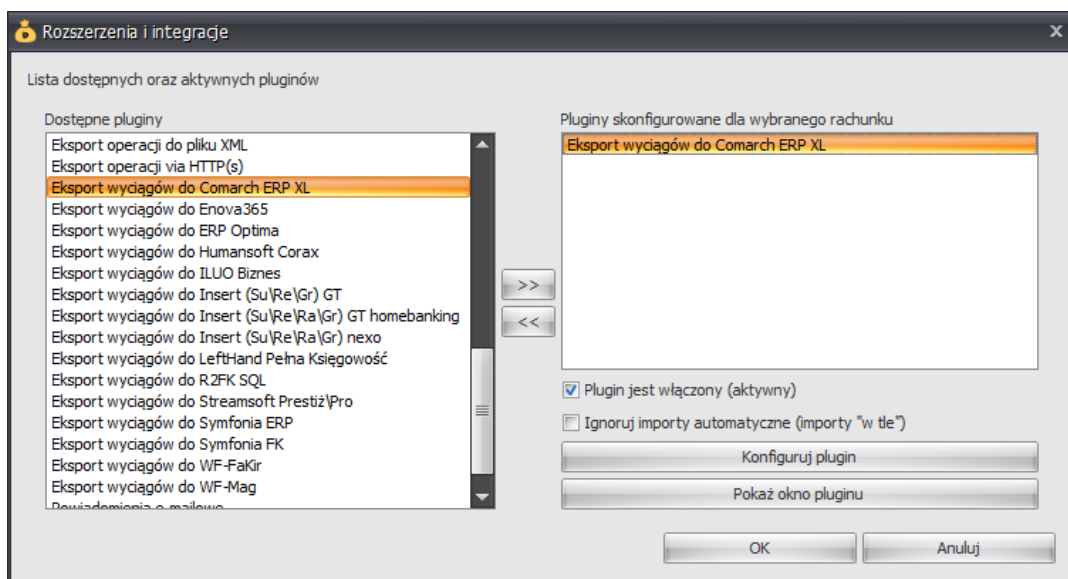 Rozszerzenia i integracje
x
Lista dostępnych oraz aktywnych pluginów
Dostępne pluginy
Eksport operacji do pliku XML
Eksport operacji via HTTP(s)
Eksport wyciągów do Comarch ERP XL
Eksport wyciągów do Enova365
Eksport wyciągów do ERP Optima
Eksport wyciągów do Humansoft Corax
Eksport wyciągów do ILUO Biznes
Eksport wyciągów do Insert (Su\Re\Gr) GT
Eksport wyciągów do Insert (Su\Re\Ra\Gr) GT homebanking
Eksport wyciągów do Insert (Su\Re\Ra\Gr) nexo
Eksport wyciągów do LeftHand Pełna Księgowość
Eksport wyciągów do R2FK SQL
Eksport wyciągów do Streamsoft Prestiż\Pro
Eksport wyciągów do Symfonia ERP
Eksport wyciągów do Symfonia FK
Eksport wyciągów do WF-FaKir
Eksport wyciągów do WF-Mag
Powiadomienia e-mailowe
>>
<<
Pluginy skonfigurowane dla wybranego rachunku
Eksport wyciągów do Comarch ERP XL
Plugin jest włączony (aktywny)
Ignoruj importy automatyczne (importy "w tle")
Konfiguruj plugin
Pokaż okno pluginu
OK
Anuluj